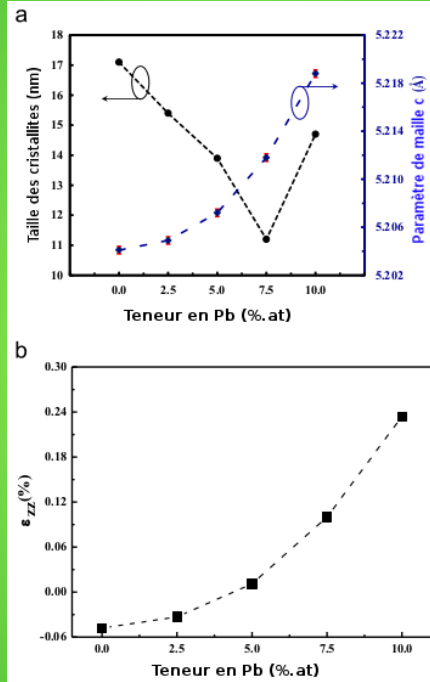 a
Taille des cristallites (nm)
18
17
16
15
14
13
12
11
10
5.222
5.218
5.214
5.210
5.206
5.202
Paramètre de maille c (Å)
0.0 2.5 5.0 7.5 10.0
Teneur en Pb (%.at)
b
εzz(%)
0.30
0.24
0.12
0.06
0.00
-0.06
0.0 2.5 5.0 7.5 10.0
Teneur en Pb (%.at)